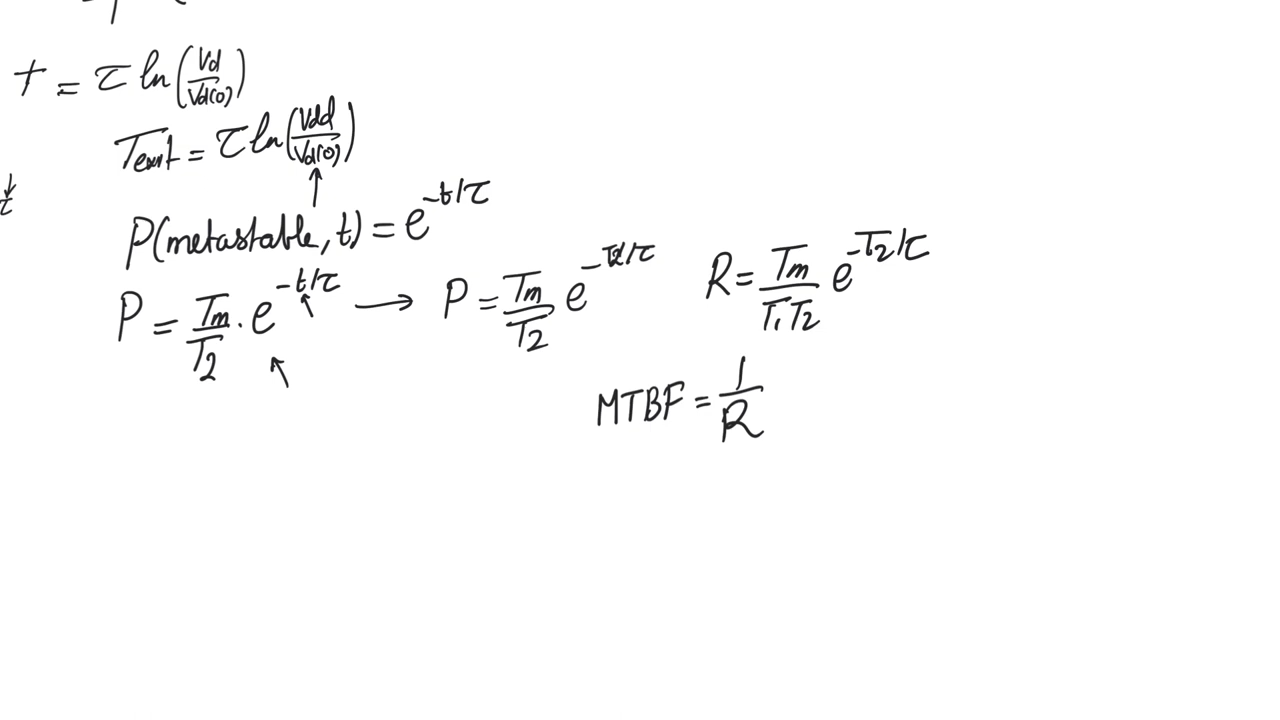 t = τ ln(Vd/Vd(0))
Texit = τ ln(Vdd/Vd(0))
P(metastable, t) = e^(-t/τ)
P = Tm/T2 · e^(-t/τ) → P = Tm/T2 e^(-T2/τ) R = Tm/(T1T2) e^(-T2/τ)
MTBF = 1/R